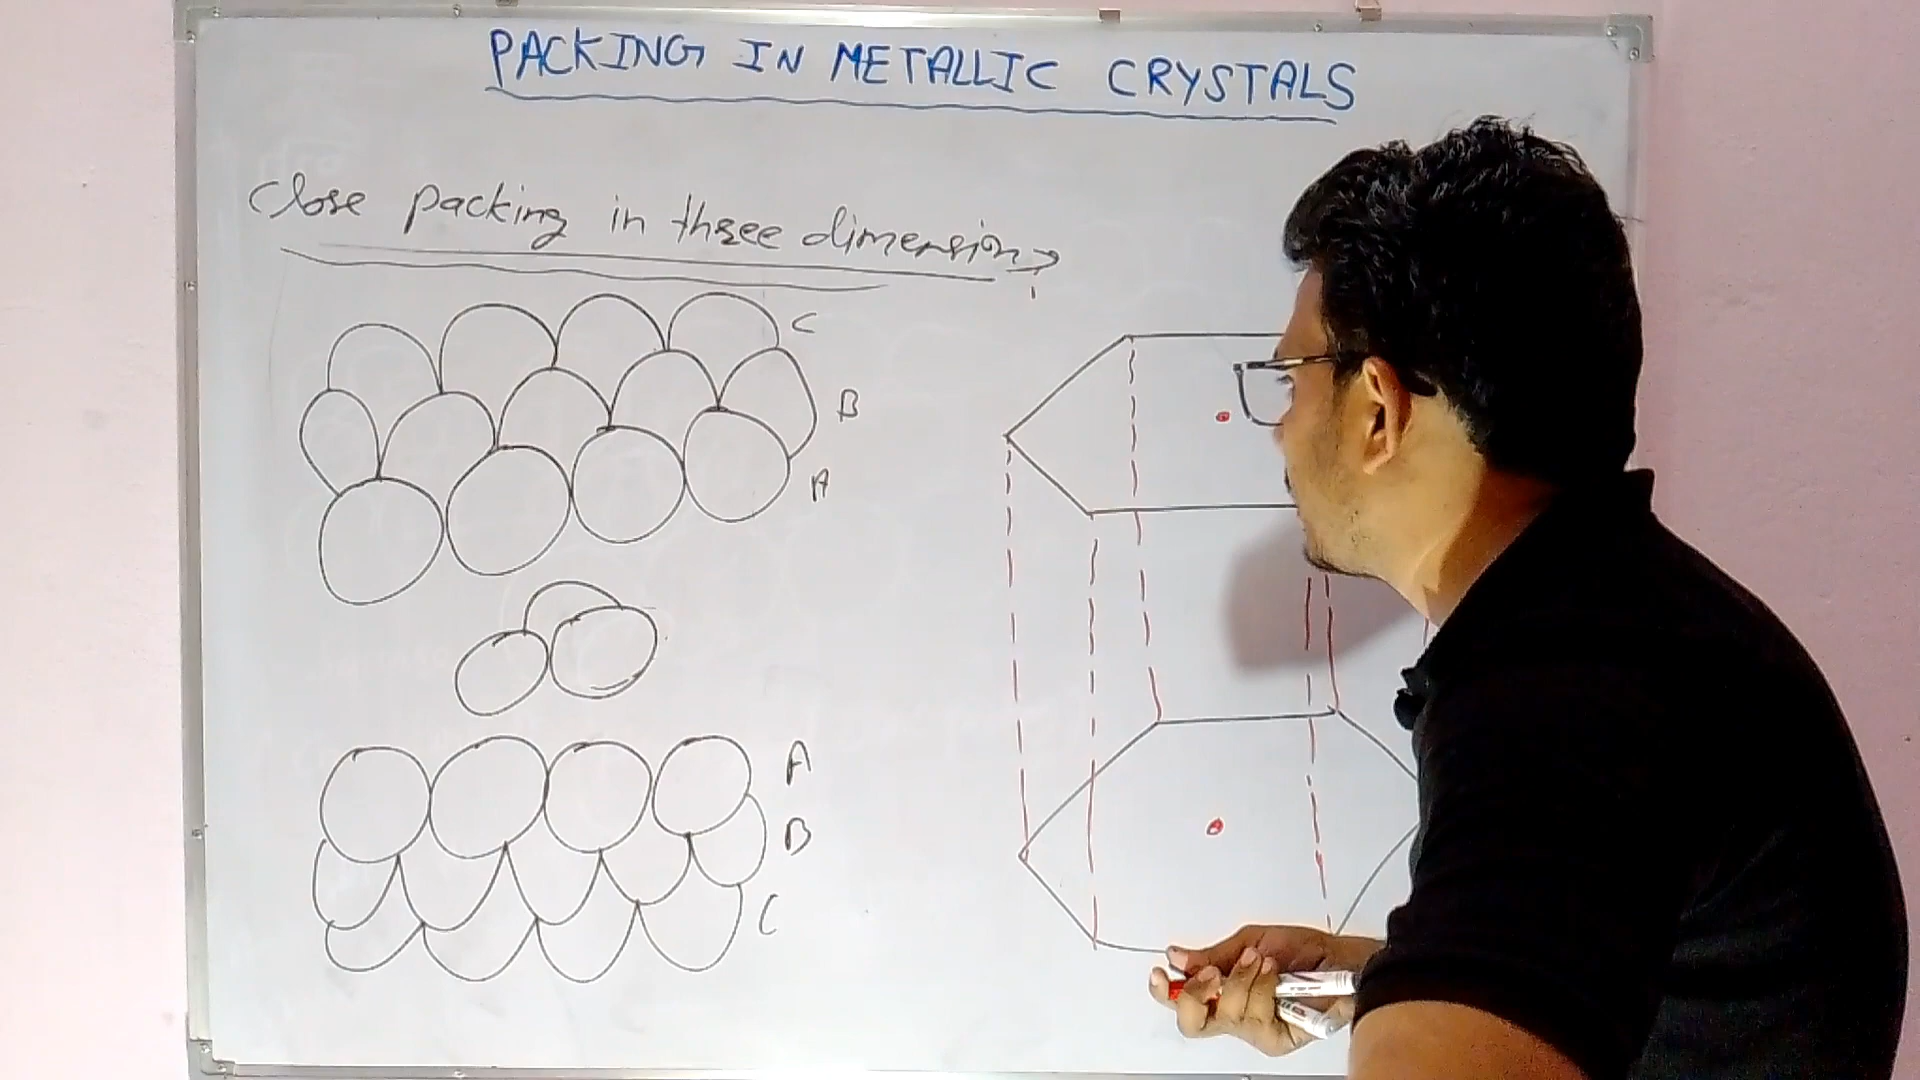 PACKING IN METALLIC CRYSTALS
Close packing in three dimension
C
B
A
A
B
C